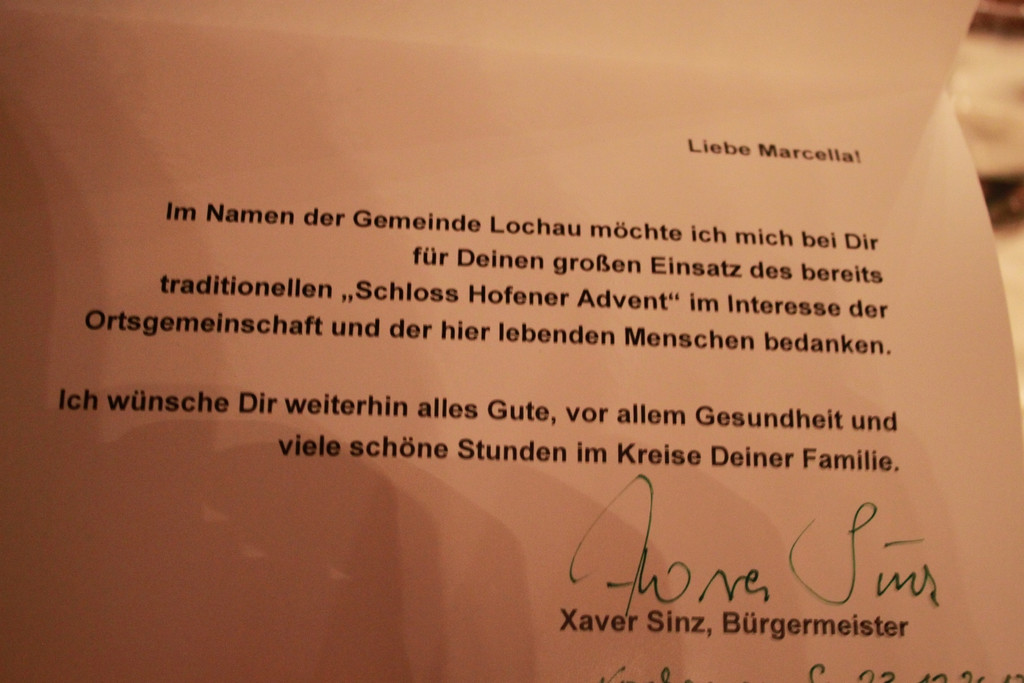 Liebe Marcella!
Im Namen der Gemeinde Lochau möchte ich mich bei Dir
für Deinen großen Einsatz des bereits
traditionellen „Schloss Hofener Advent“ im Interesse der
Ortsgemeinschaft und der hier lebenden Menschen bedanken.
Ich wünsche Dir weiterhin alles Gute, vor allem Gesundheit und
viele schöne Stunden im Kreise Deiner Familie.
Xaver Sinz
Xaver Sinz, Bürgermeister